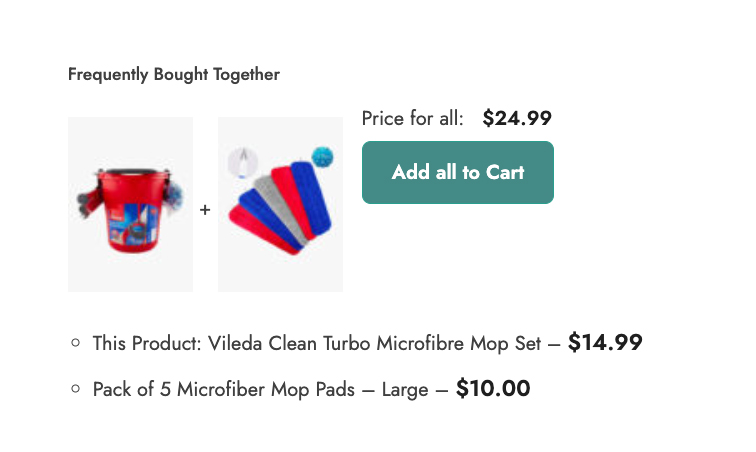 Frequently Bought Together
+
Price for all: $24.99
Add all to Cart
This Product: Vileda Clean Turbo Microfibre Mop Set – $14.99
Pack of 5 Microfiber Mop Pads – Large – $10.00